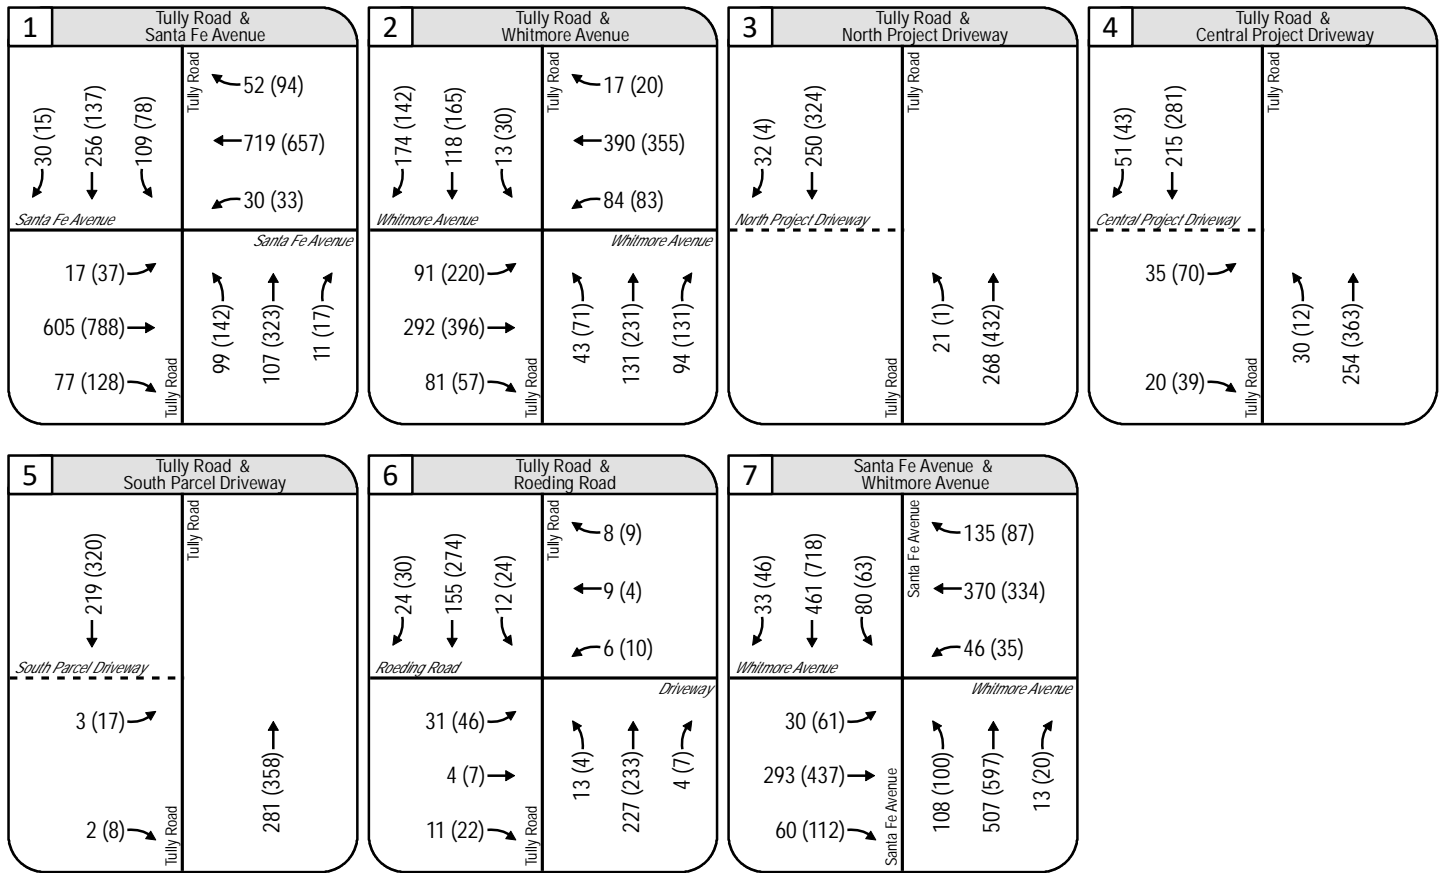 1
Tully Road &
Santa Fe Avenue
30 (15)
256 (137)
109 (78)
Tully Road
52 (94)
719 (657)
30 (33)
Santa Fe Avenue
Santa Fe Avenue
17 (37)
605 (788)
77 (128)
Tully Road
99 (142)
107 (323)
11 (17)
2
Tully Road &
Whitmore Avenue
174 (142)
118 (165)
13 (30)
Tully Road
17 (20)
390 (355)
84 (83)
Whitmore Avenue
Whitmore Avenue
91 (220)
292 (396)
81 (57)
Tully Road
43 (71)
131 (231)
94 (131)
3
Tully Road &
North Project Driveway
32 (4)
250 (324)
Tully Road
North Project Driveway
21 (1)
268 (432)
4
Tully Road &
Central Project Driveway
51 (43)
215 (281)
Tully Road
Central Project Driveway
35 (70)
20 (39)
Tully Road
30 (12)
254 (363)
5
Tully Road &
South Parcel Driveway
219 (320)
Tully Road
South Parcel Driveway
3 (17)
2 (8)
Tully Road
281 (358)
6
Tully Road &
Roeding Road
24 (30)
155 (274)
12 (24)
Tully Road
8 (9)
9 (4)
6 (10)
Roeding Road
Driveway
31 (46)
4 (7)
11 (22)
Tully Road
13 (4)
227 (233)
4 (7)
7
Santa Fe Avenue &
Whitmore Avenue
33 (46)
461 (718)
80 (63)
Santa Fe Avenue
135 (87)
370 (334)
46 (35)
Whitmore Avenue
Whitmore Avenue
30 (61)
293 (437)
60 (112)
Santa Fe Avenue
108 (100)
507 (597)
13 (20)